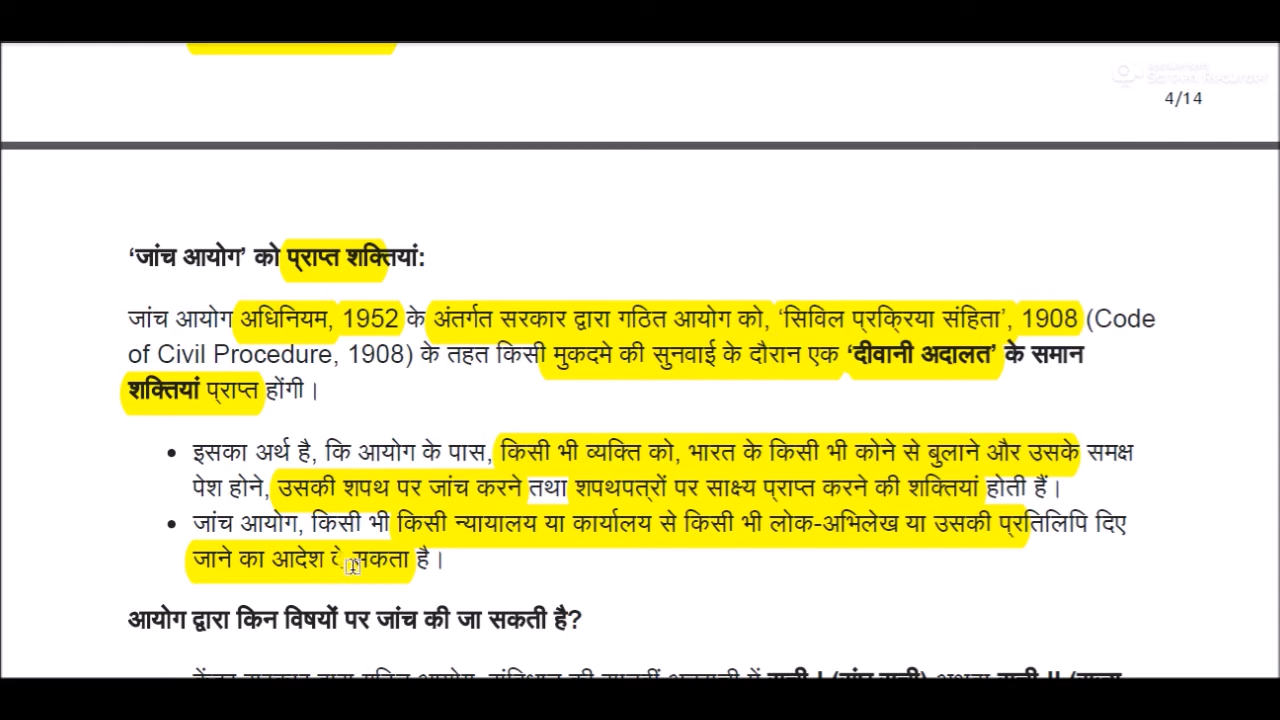 Screen Recorder
4/14
‘जांच आयोग’ को प्राप्त शक्तियां:
जांच आयोग अधिनियम, 1952 के अंतर्गत सरकार द्वारा गठित आयोग को, ‘सिविल प्रक्रिया संहिता’, 1908 (Code
of Civil Procedure, 1908) के तहत किसी मुकदमे की सुनवाई के दौरान एक ‘दीवानी अदालत’ के समान
शक्तियां प्राप्त होंगी।
• इसका अर्थ है, कि आयोग के पास, किसी भी व्यक्ति को, भारत के किसी भी कोने से बुलाने और उसके समक्ष
पेश होने, उसकी शपथ पर जांच करने तथा शपथपत्रों पर साक्ष्य प्राप्त करने की शक्तियां होती हैं।
• जांच आयोग, किसी भी किसी न्यायालय या कार्यालय से किसी भी लोक-अभिलेख या उसकी प्रतिलिपि दिए
जाने का आदेश सकता है।
आयोग द्वारा किन विषयों पर जांच की जा सकती है?